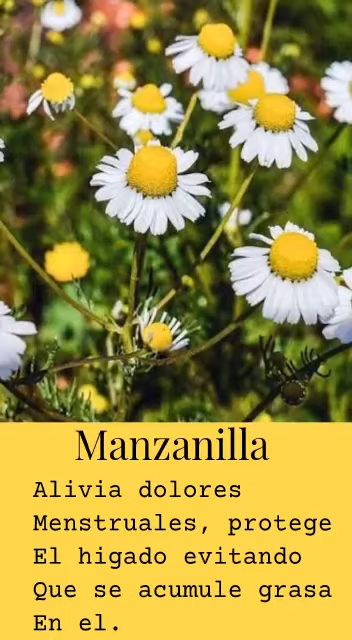 Manzanilla
Alivia dolores
Menstruales, protege
El higado evitando
Que se acumule grasa
En el.